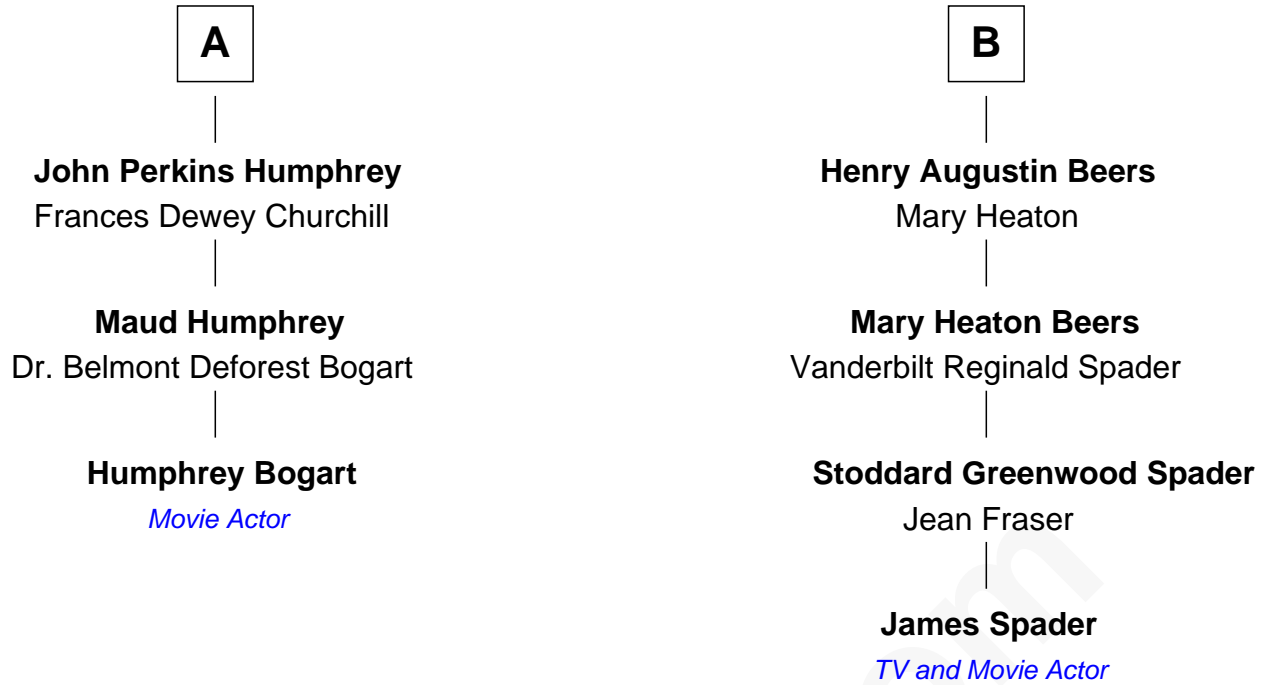 A
John Perkins Humphrey
Frances Dewey Churchill
Maud Humphrey
Dr. Belmont Deforest Bogart
Humphrey Bogart
Movie Actor
B
Henry Augustin Beers
Mary Heaton
Mary Heaton Beers
Vanderbilt Reginald Spader
Stoddard Greenwood Spader
Jean Fraser
James Spader
TV and Movie Actor
om